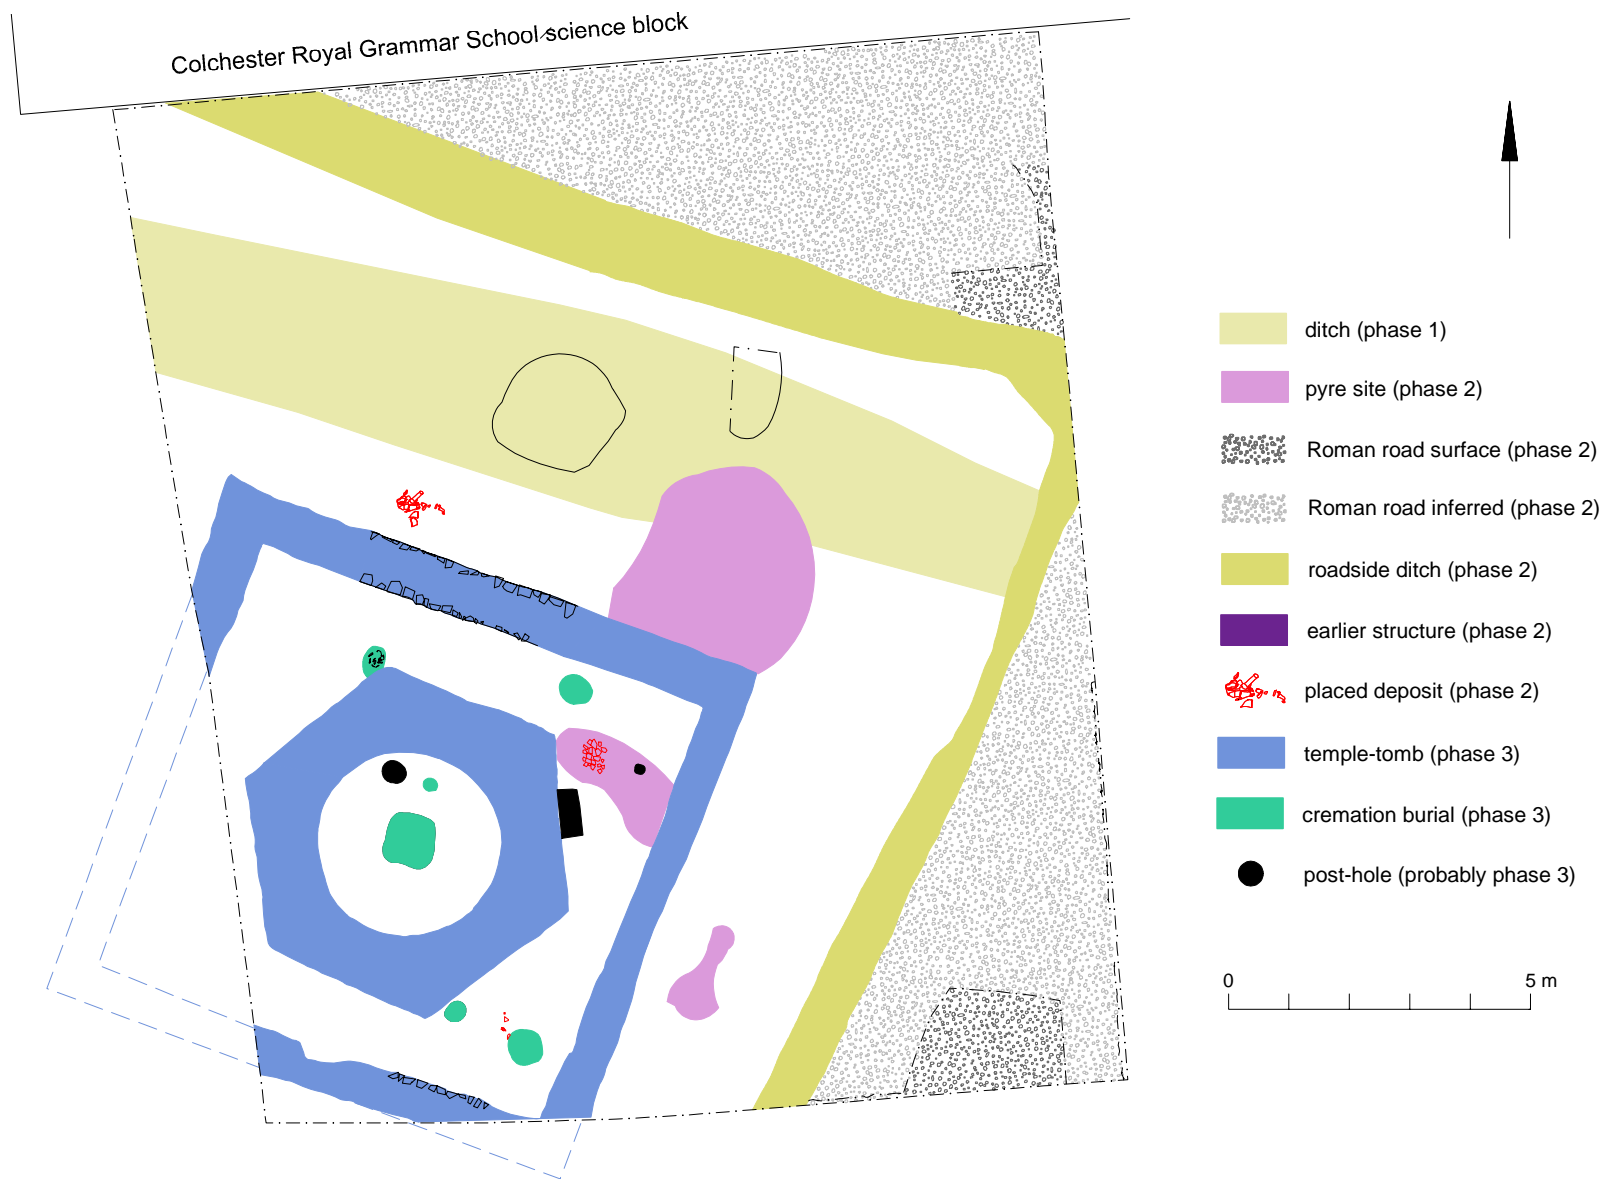 Colchester Royal Grammar School science block
ditch (phase 1)
pyre site (phase 2)
Roman road surface (phase 2)
Roman road inferred (phase 2)
roadside ditch (phase 2)
earlier structure (phase 2)
placed deposit (phase 2)
temple-tomb (phase 3)
cremation burial (phase 3)
post-hole (probably phase 3)
0 5 m